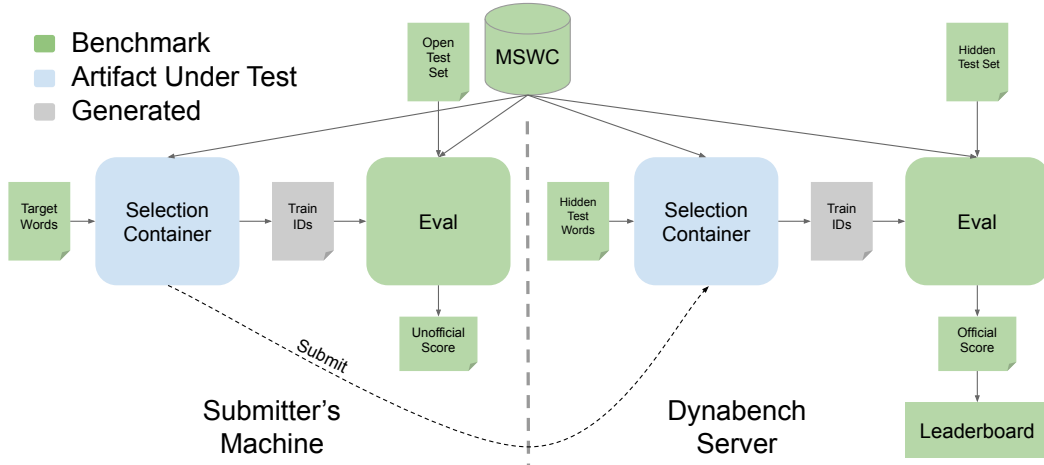 Benchmark
Artifact Under Test
Generated
Open
Test
Set
MSWC
Hidden
Test Set
Target
Words
Selection
Container
Train
IDs
Eval
Hidden
Test
Words
Selection
Container
Train
IDs
Eval
Unofficial
Score
Official
Score
Submit
Submitter's
Machine
Dynabench
Server
Leaderboard